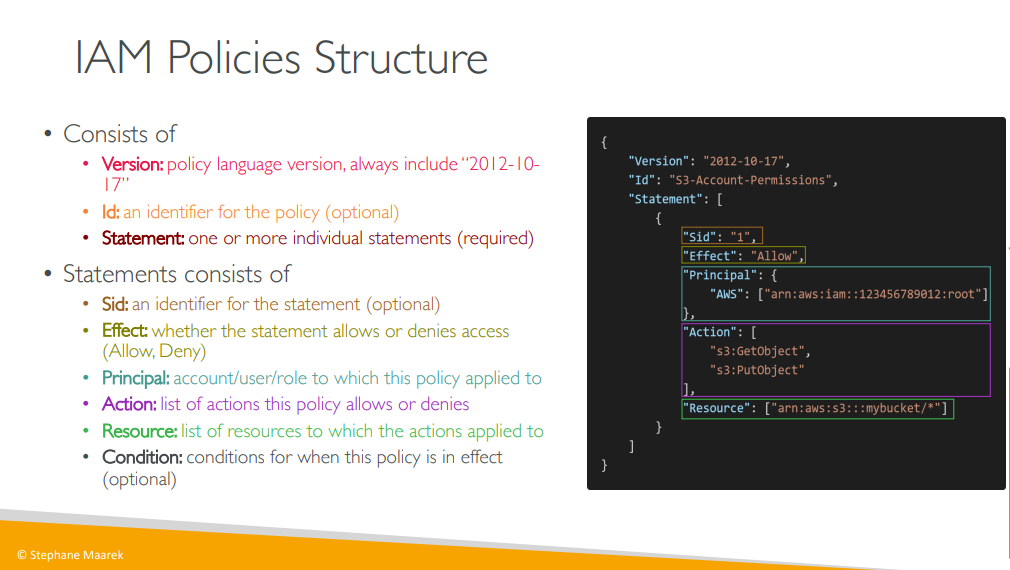 IAM Policies Structure
• Consists of
• Version: policy language version, always include “2012-10-
17”
• Id: an identifier for the policy (optional)
• Statement: one or more individual statements (required)
• Statements consists of
• Sid: an identifier for the statement (optional)
• Effect: whether the statement allows or denies access
(Allow, Deny)
• Principal: account/user/role to which this policy applied to
• Action: list of actions this policy allows or denies
• Resource: list of resources to which the actions applied to
• Condition: conditions for when this policy is in effect
(optional)
{
"Version": "2012-10-17",
"Id": "S3-Account-Permissions",
"Statement": [
{
"Sid": "1",
"Effect": "Allow",
"Principal": {
"AWS": ["arn:aws:iam::123456789012:root"]
},
"Action": [
"s3:GetObject",
"s3:PutObject"
],
"Resource": ["arn:aws:s3:::mybucket/*"]
}
]
}
© Stephane Maarek